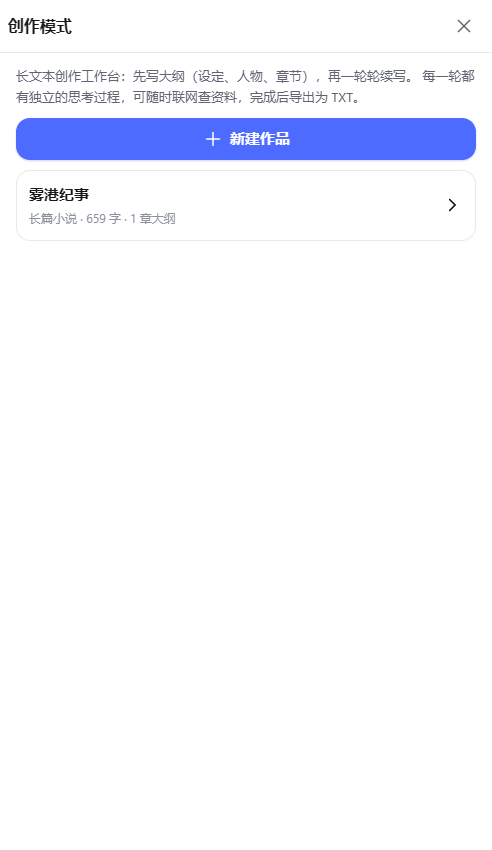 创作模式
长文本创作工作台：先写大纲（设定、人物、章节），再一轮轮续写。 每一轮都
有独立的思考过程，可随时联网查资料，完成后导出为 TXT。
新建作品
雾港纪事
长篇小说 · 659 字 · 1 章大纲